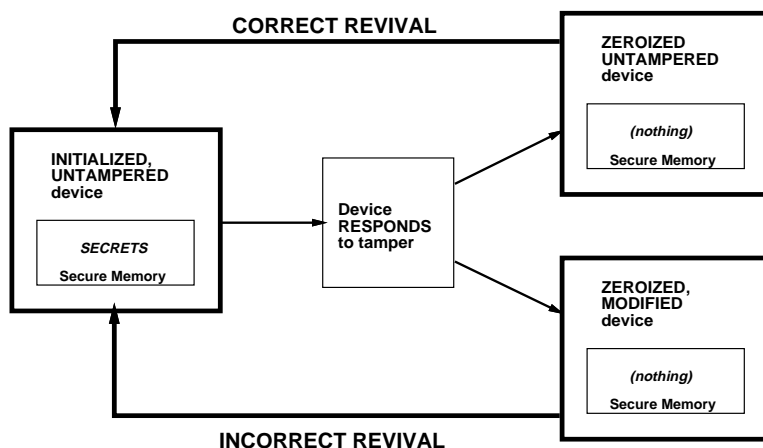 CORRECT REVIVAL
ZEROIZED
UNTAMPERED
device
(nothing)
Secure Memory
INITIALIZED,
UNTAMPERED
device
SECRETS
Secure Memory
Device
RESPONDS
to tamper
ZEROIZED,
MODIFIED
device
(nothing)
Secure Memory
INCORRECT REVIVAL